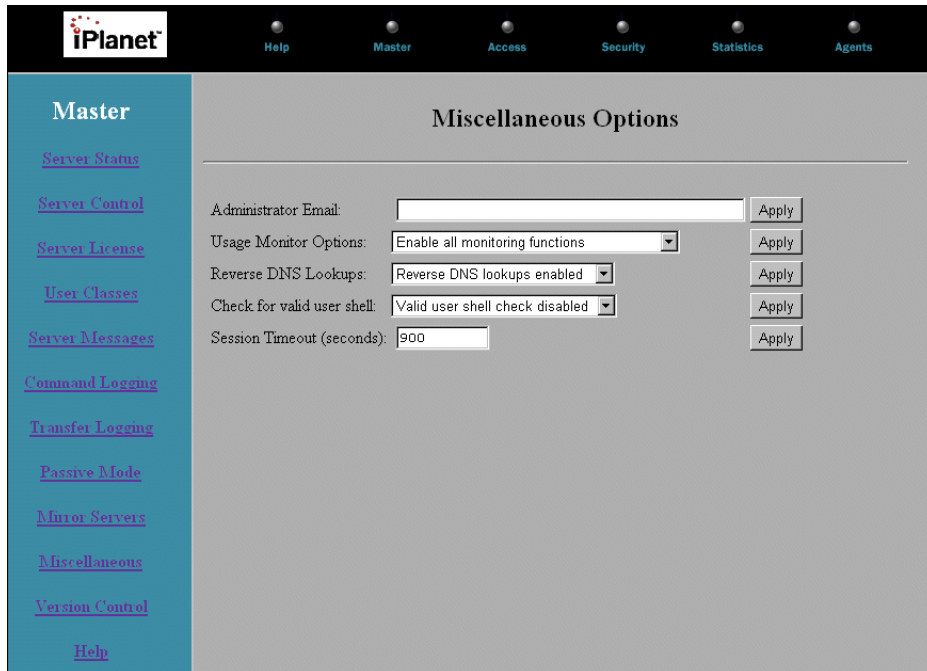 iPlanet™
Help Master Access Security Statistics Agents
Master
Server Status
Server Control
Server License
User Classes
Server Messages
Command Logging
Transfer Logging
Passive Mode
Mirror Servers
Miscellaneous
Version Control
Help
Miscellaneous Options
Administrator Email: Apply
Usage Monitor Options: Enable all monitoring functions Apply
Reverse DNS Lookups: Reverse DNS lookups enabled Apply
Check for valid user shell: Valid user shell check disabled Apply
Session Timeout (seconds): 900 Apply